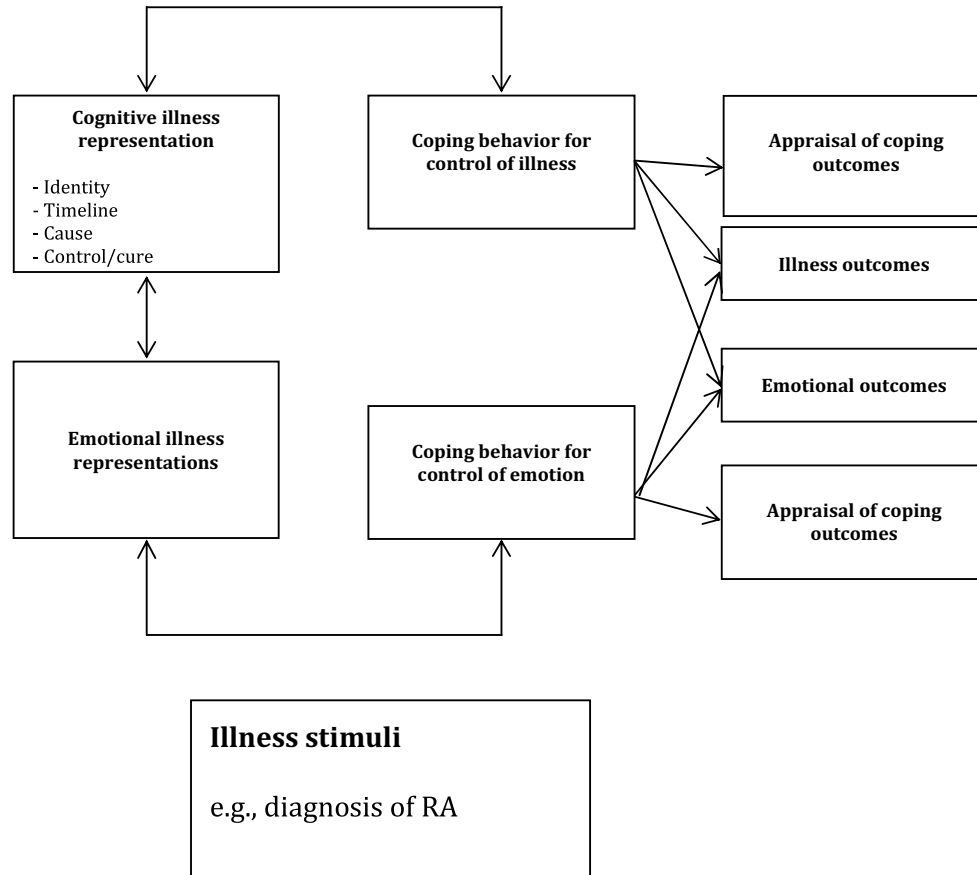 Cognitive illness
representation
- Identity
- Timeline
- Cause
- Control/cure
Coping behavior for
control of illness
Appraisal of coping
outcomes
Illness outcomes
Emotional outcomes
Emotional illness
representations
Coping behavior for
control of emotion
Appraisal of coping
outcomes
Illness stimuli
e.g., diagnosis of RA